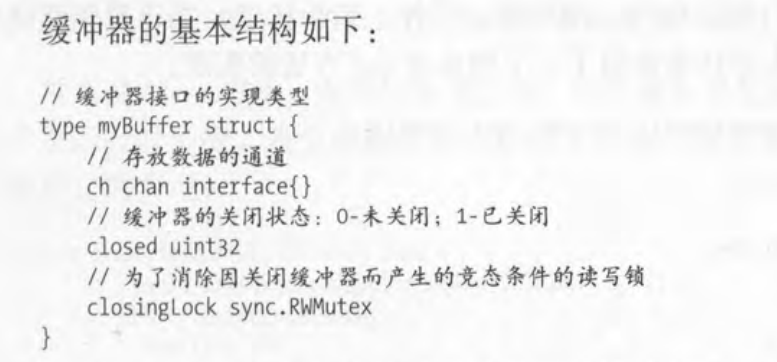 缓冲器的基本结构如下：
// 缓冲器接口的实现类型
type myBuffer struct {
// 存放数据的通道
ch chan interface{}
// 缓冲器的关闭状态：0-未关闭；1-已关闭
closed uint32
// 为了消除因关闭缓冲器而产生的竞态条件的读写锁
closingLock sync.RWMutex
}